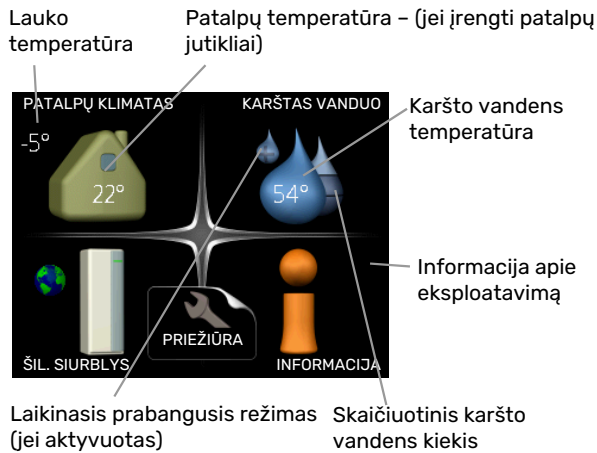 Lauko
temperatūra
Patalpų temperatūra – (jei įrengti patalpų
jutikliai)
PATALPŲ KLIMATAS
KARŠTAS VANDUO
-5°
22°
54°
Karšto vandens
temperatūra
Informacija apie
eksploatavimą
PRIEŽIŪRA
ŠIL. SIURBLYS
INFORMACIJA
Laikinasis prabangusis režimas
(jei aktyvuotas)
Skaičiuotinis karšto
vandens kiekis